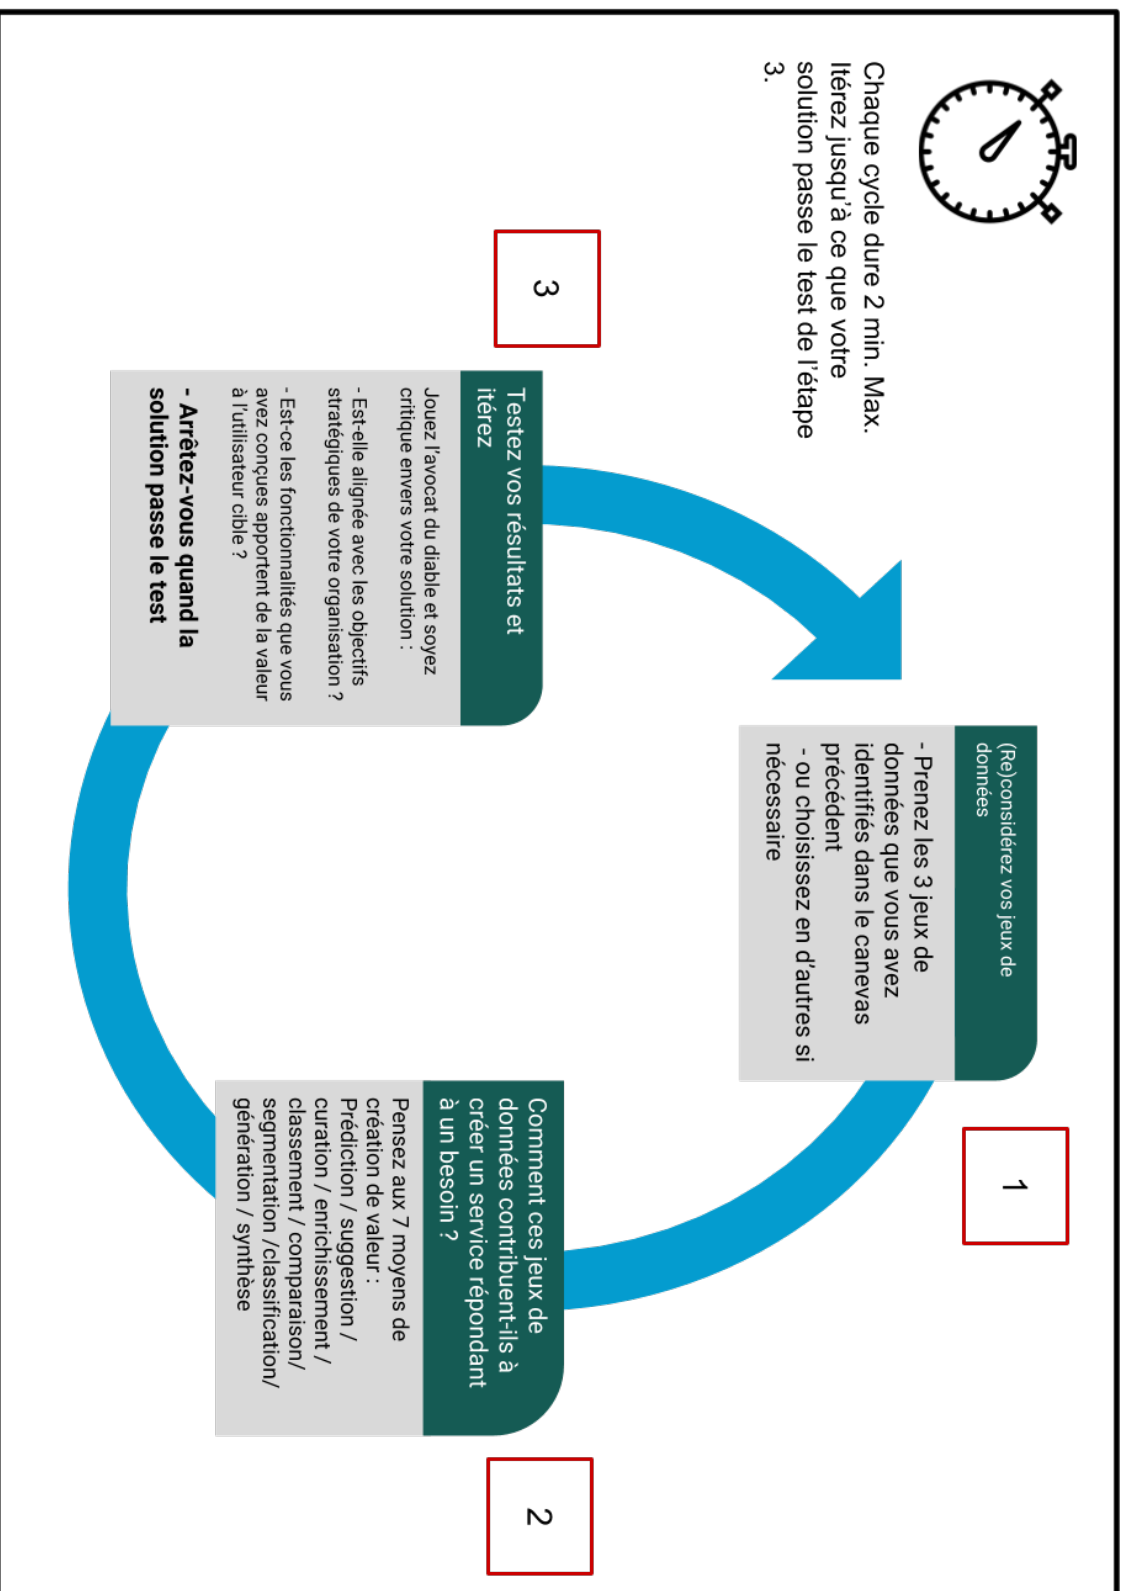 Chaque cycle dure 2 min. Max.
Itérez jusqu'à ce que votre
solution passe le test de l'étape
3.
(Re)considérez vos jeux de
données
- Prenez les 3 jeux de
données que vous avez
identifiés dans le canevas
précédent
- ou choisissez en d'autres si
nécessaire
1
Comment ces jeux de
données contribuent-ils à
créer un service répondant
à un besoin ?
Pensez aux 7 moyens de
création de valeur :
Prédiction / suggestion /
curation / enrichissement /
classement / comparaison/
segmentation /classification/
génération / synthèse
2
3
Testez vos résultats et
itérez
Jouez l'avocat du diable et soyez
critique envers votre solution :
- Est-elle alignée avec les objectifs
stratégiques de votre organisation ?
- Est-ce les fonctionnalités que vous
avez conçues apportent de la valeur
à l'utilisateur cible ?
- Arrêtez-vous quand la
solution passe le test